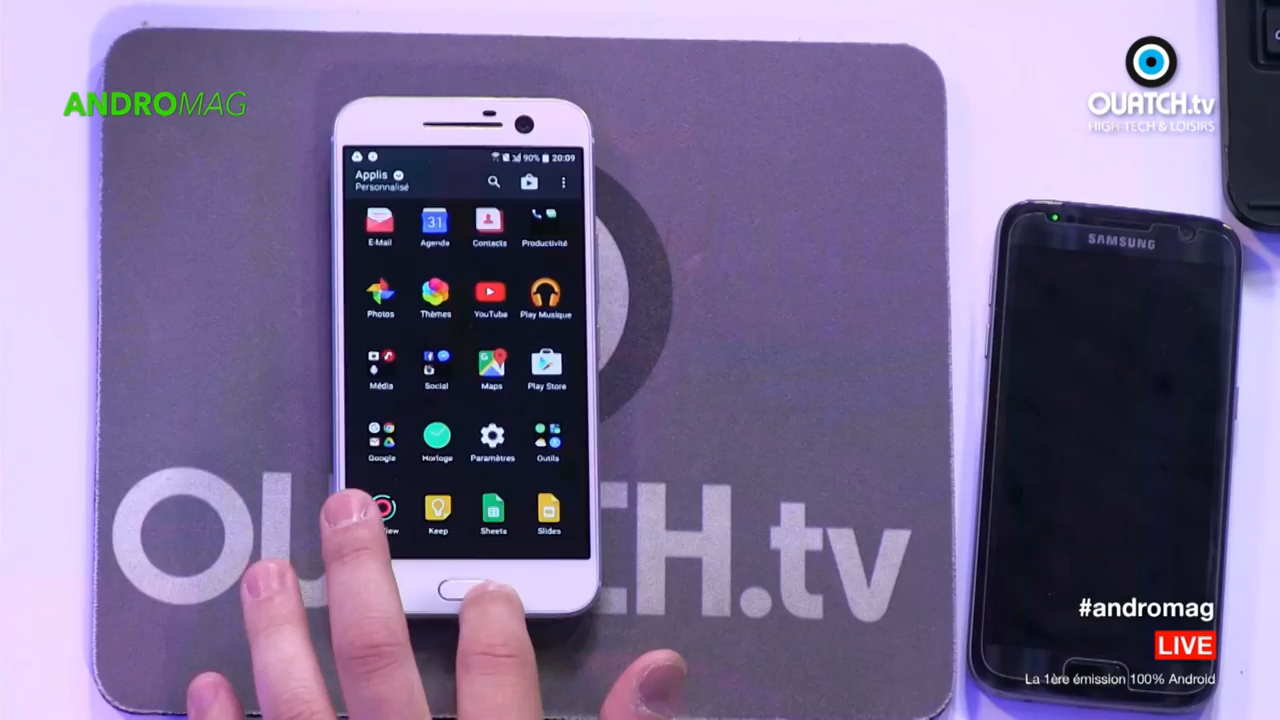 ANDROMAG
OUATCH.tv
HIGH-TECH & LOISIRS
90% 20:09
Applis
Personnalisé
E-Mail Agenda Contacts Productivité
31
Photos Thèmes YouTube Play Musique
Média Social Maps Play Store
Google Horloge Paramètres Outils
Keep Sheets Slides
SAMSUNG
OU CH.tv
#andromag
LIVE
La 1ère émission 100% Android